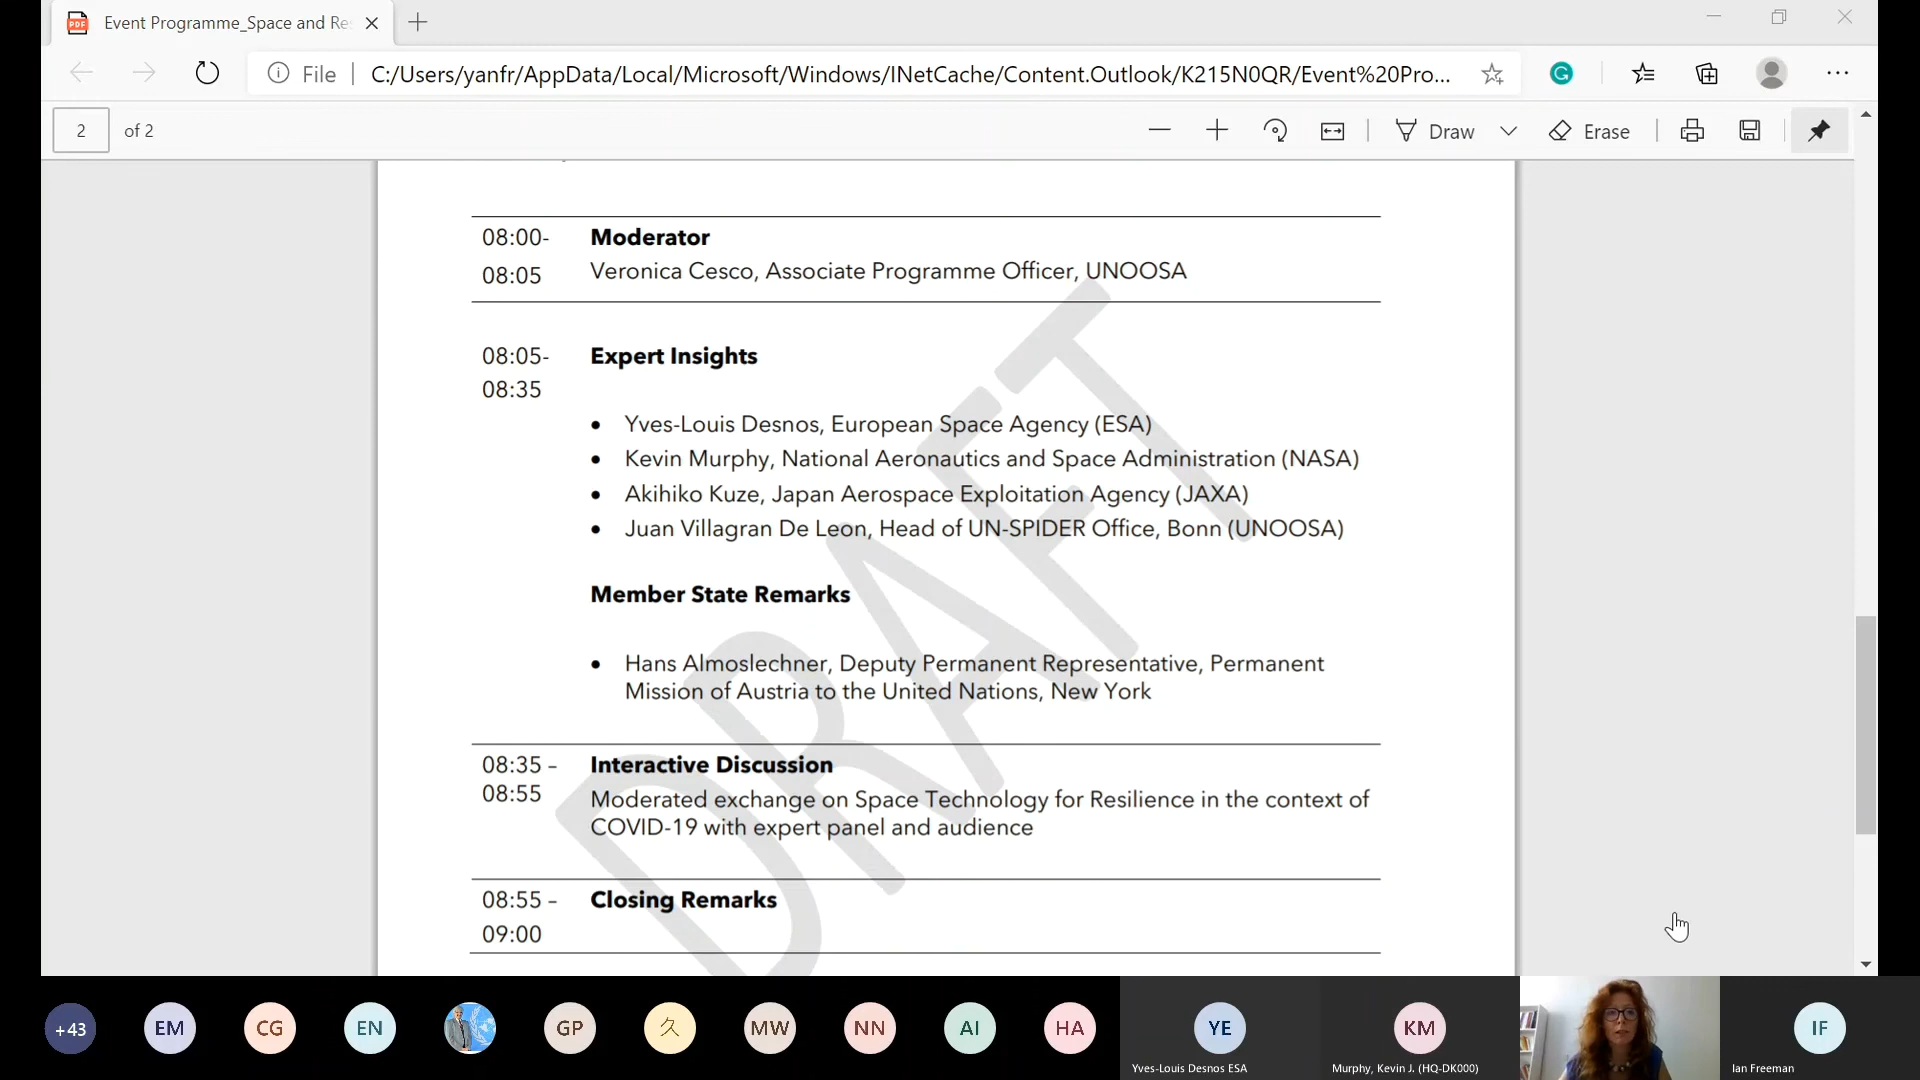 Event Programme_Space and Re
File
C:/Users/yanfr/AppData/Local/Microsoft/Windows/INetCache/Content.Outlook/K215N0QR/Event%20Pro...
2 of 2
Draw
Erase
08:00-
08:05
Moderator
Veronica Cesco, Associate Programme Officer, UNOOSA
08:05-
08:35
Expert Insights
• Yves-Louis Desnos, European Space Agency (ESA)
• Kevin Murphy, National Aeronautics and Space Administration (NASA)
• Akihiko Kuze, Japan Aerospace Exploitation Agency (JAXA)
• Juan Villagran De Leon, Head of UN-SPIDER Office, Bonn (UNOOSA)
Member State Remarks
• Hans Almoslechner, Deputy Permanent Representative, Permanent
Mission of Austria to the United Nations, New York
08:35 –
08:55
Interactive Discussion
Moderated exchange on Space Technology for Resilience in the context of
COVID-19 with expert panel and audience
08:55 –
09:00
Closing Remarks
DRAFT
+43
EM
CG
EN
GP
久
MW
NN
AI
HA
YE
Yves-Louis Desnos ESA
KM
Murphy, Kevin J. (HQ-DK000)
IF
Ian Freeman